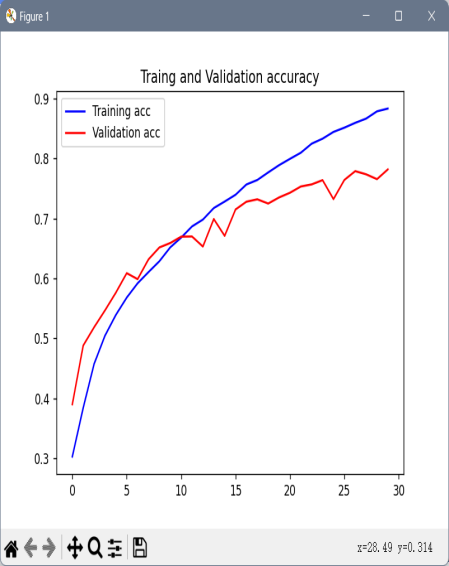 Figure 1
Traing and Validation accuracy
Training acc
Validation acc
0.9
0.8
0.7
0.6
0.5
0.4
0.3
0 5 10 15 20 25 30
x=28.49 y=0.314